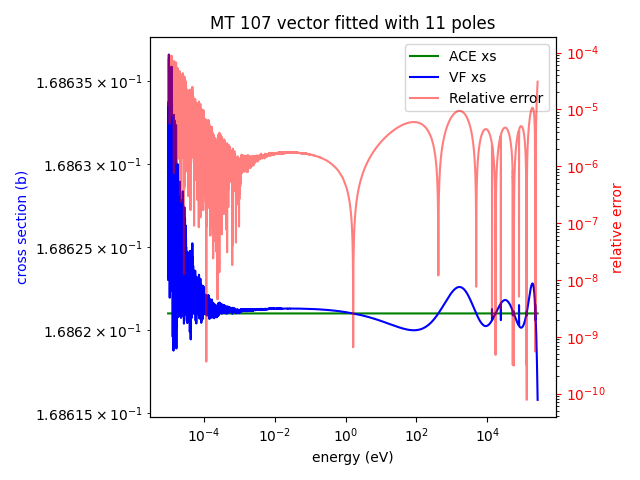 MT 107 vector fitted with 11 poles
ACE xs
VF xs
Relative error
1.68635 × 10⁻¹
1.6863 × 10⁻¹
1.68625 × 10⁻¹
1.6862 × 10⁻¹
1.68615 × 10⁻¹
cross section (b)
10⁻⁴
10⁻⁵
10⁻⁶
10⁻⁷
10⁻⁸
10⁻⁹
10⁻¹⁰
relative error
10⁻⁴ 10⁻² 10⁰ 10² 10⁴
energy (eV)